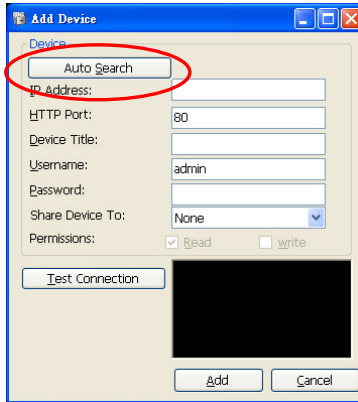 Add Device
Device
Auto Search
IP Address:
HTTP Port: 80
Device Title:
Username: admin
Password:
Share Device To: None
Permissions: Read write
Test Connection
Add Cancel